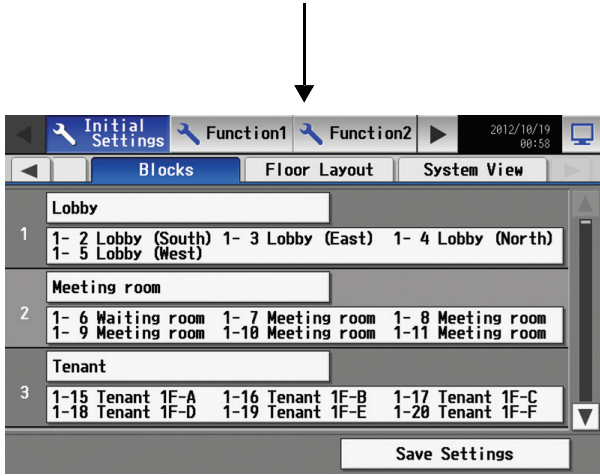 Initial Settings Function1 Function2 2012/10/19 00:58
Blocks Floor Layout System View
Lobby
1
1- 2 Lobby (South) 1- 3 Lobby (East) 1- 4 Lobby (North)
1- 5 Lobby (West)
Meeting room
2
1- 6 Waiting room 1- 7 Meeting room 1- 8 Meeting room
1- 9 Meeting room 1-10 Meeting room 1-11 Meeting room
Tenant
3
1-15 Tenant 1F-A 1-16 Tenant 1F-B 1-17 Tenant 1F-C
1-18 Tenant 1F-D 1-19 Tenant 1F-E 1-20 Tenant 1F-F
Save Settings